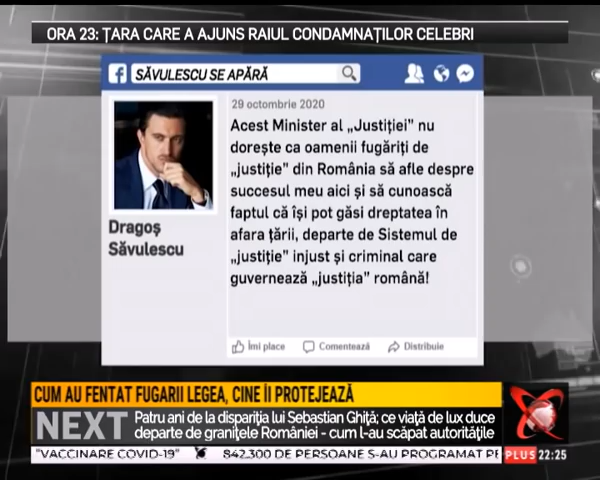 ORA 23: ȚARA CARE A AJUNS RAIUL CONDAMNAȚILOR CELEBRI
SĂVULESCU SE APĂRĂ
29 octombrie 2020
Acest Minister al „Justiției” nu
dorește ca oamenii fugăriți de
„justiție” din România să afle despre
succesul meu aici și să cunoască
faptul că își pot găsi dreptatea în
afara țării, departe de Sistemul de
„justiție” injust și criminal care
guvernează „justiția” română!
Dragoș
Săvulescu
Îmi place
Comentează
Distribuie
CUM AU FENTAT FUGARII LEGEA, CINE ÎI PROTEJEAZĂ
NEXT
Patru ani de la dispariția lui Sebastian Ghiță; ce viață de lux duce
departe de granițele României - cum l-au scăpat autoritățile
"VACCINARE COVID-19" 842.300 DE PERSOANE S-AU PROGRAMAT PE
PLUS 22:25